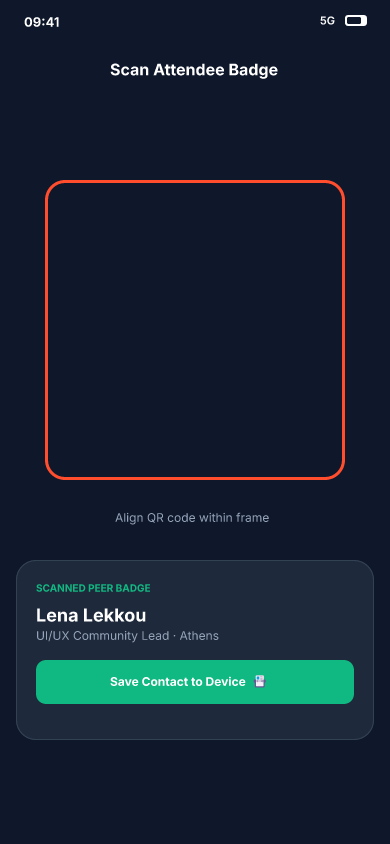 09:41
5G
Scan Attendee Badge
Align QR code within frame
SCANNED PEER BADGE
Lena Lekkou
UI/UX Community Lead · Athens
Save Contact to Device 📇